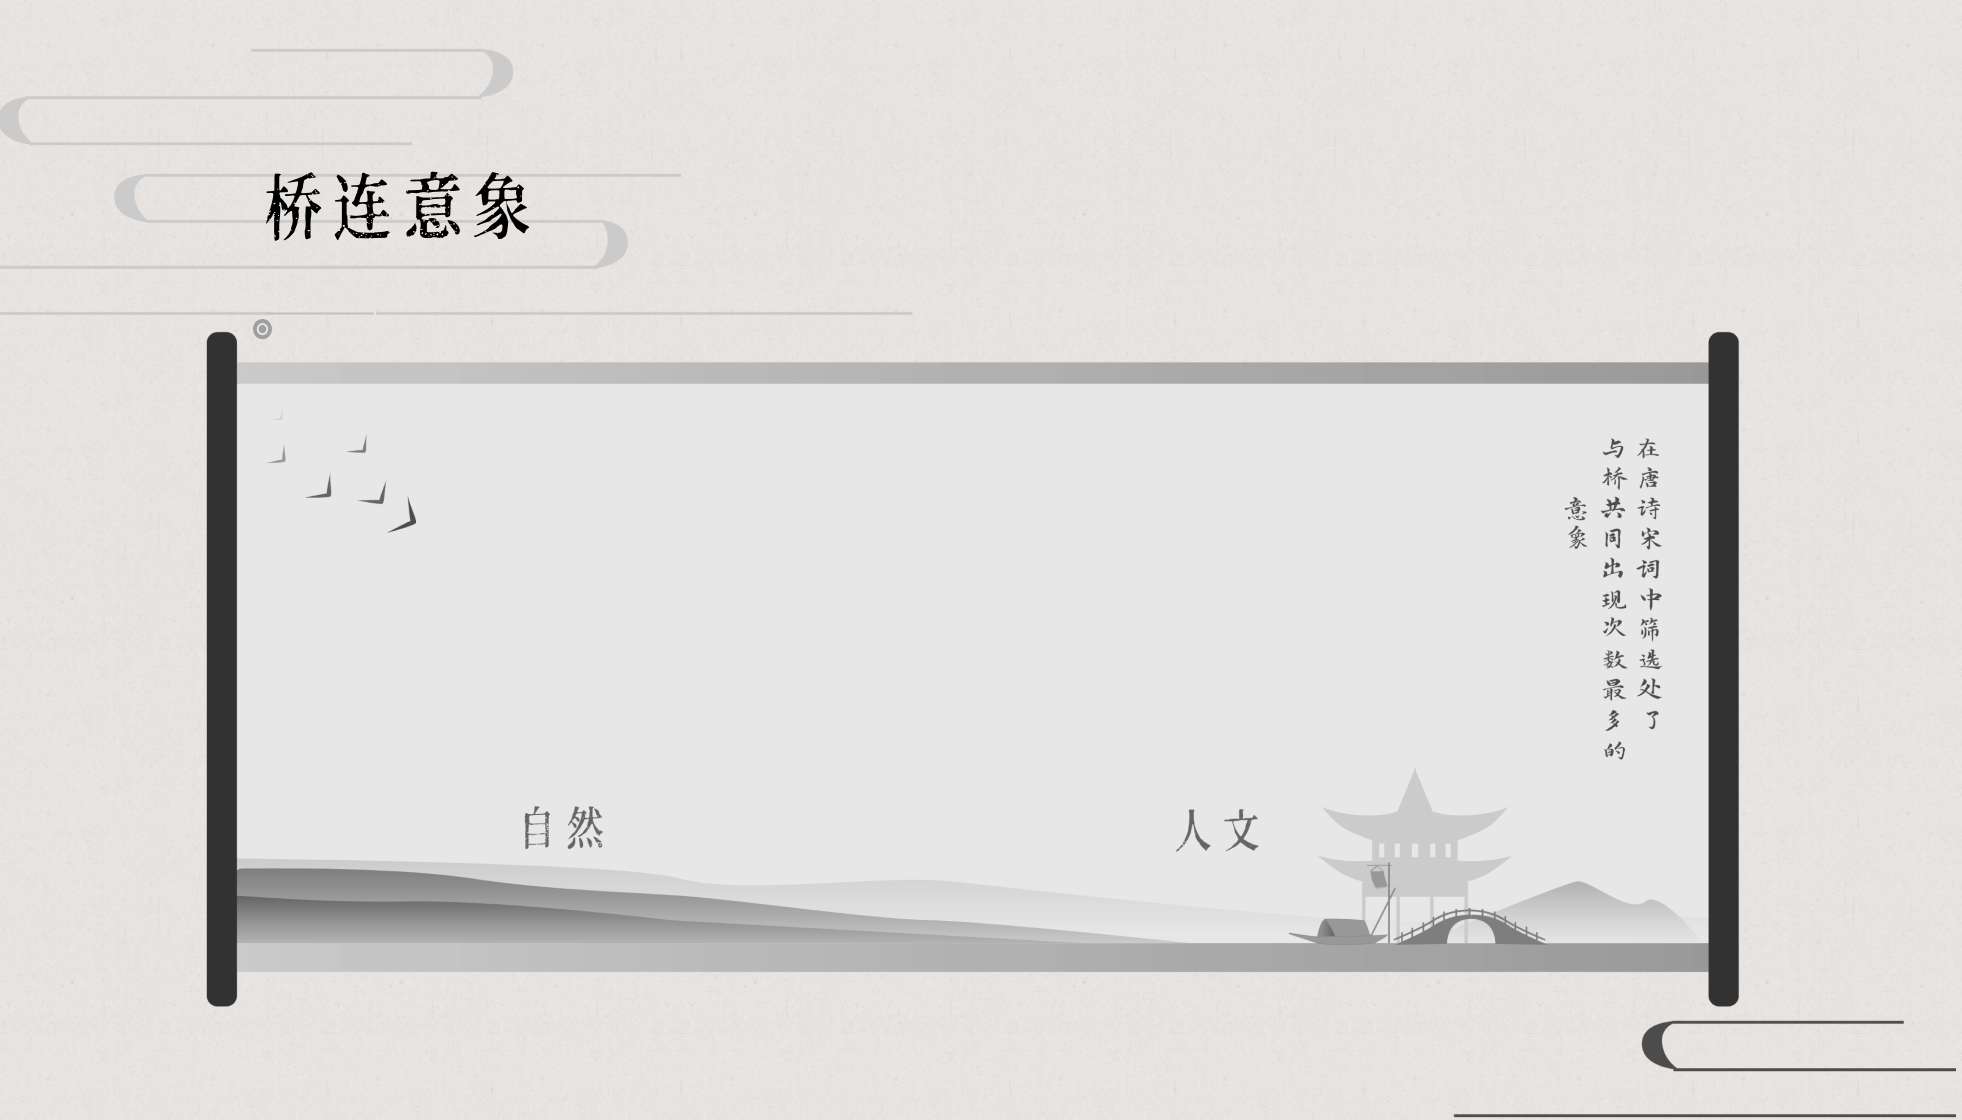 桥连意象
在唐诗宋词中筛选处了
与桥共同出现次数最多的
意象
自然
人文